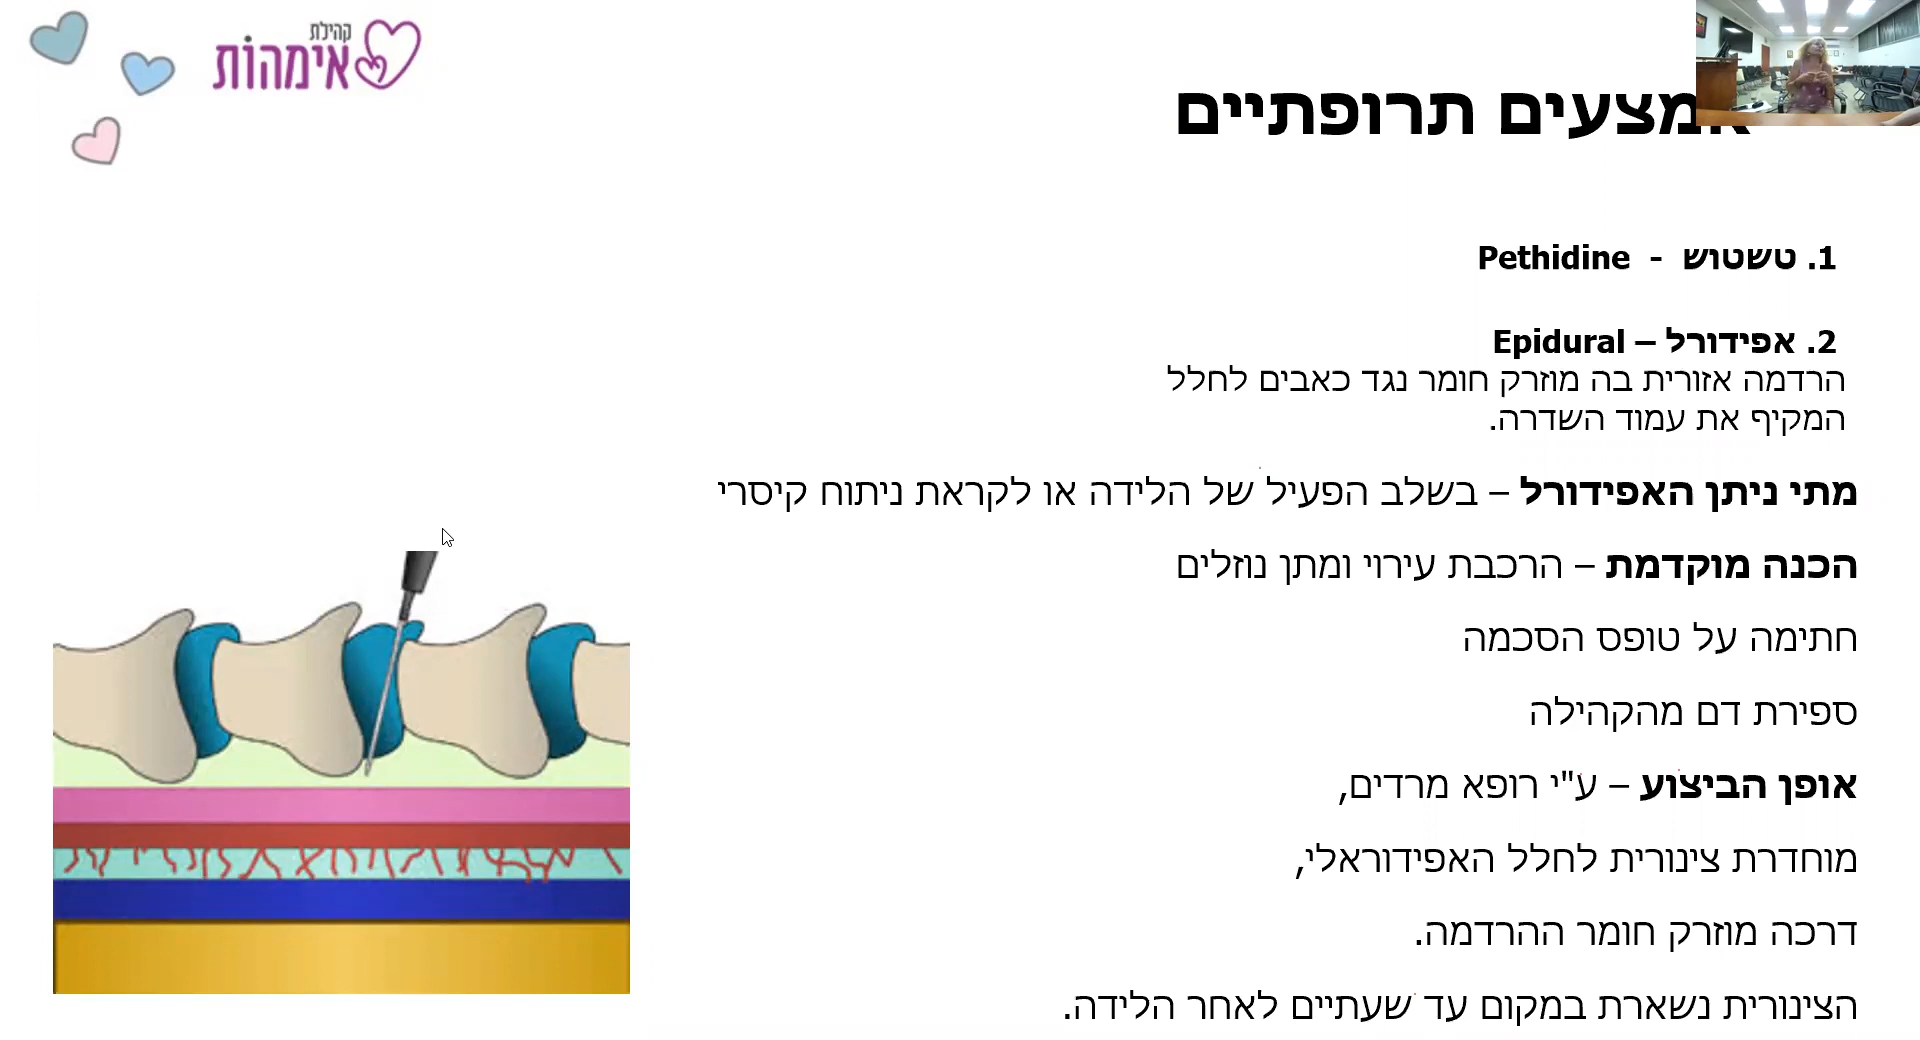 קהילת
אימהות
אמצעים תרופתיים
1. טשטוש - Pethidine
2. אפידורל – Epidural
הרדמה אזורית בה מוזרק חומר נגד כאבים לחלל
המקיף את עמוד השדרה.
מתי ניתן האפידורל – בשלב הפעיל של הלידה או לקראת ניתוח קיסרי
הכנה מוקדמת – הרכבת עירוי ומתן נוזלים
חתימה על טופס הסכמה
ספירת דם מהקהילה
אופן הביצוע – ע"י רופא מרדים,
מוחדרת צינורית לחלל האפידוראלי,
דרכה מוזרק חומר ההרדמה.
הצינורית נשארת במקום עד שעתיים לאחר הלידה.